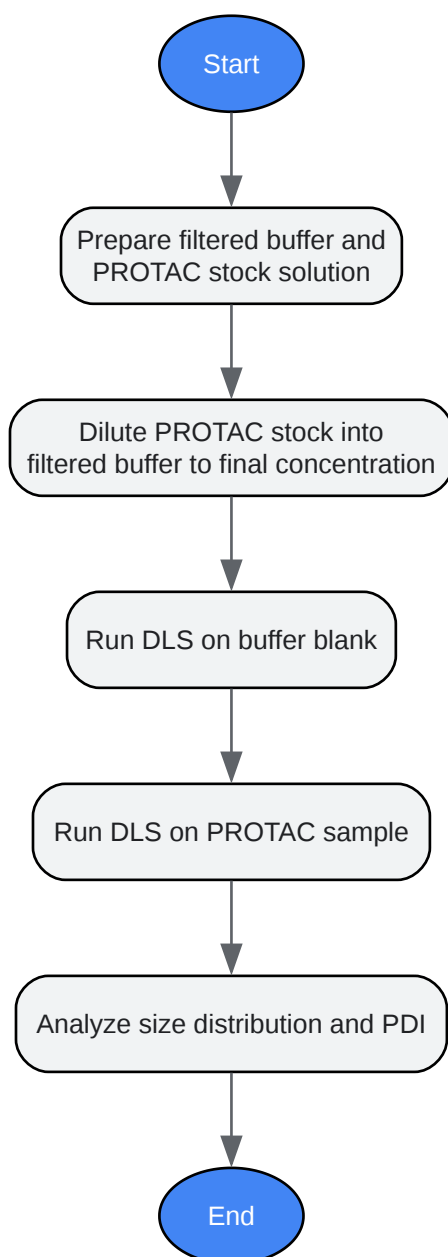 Start
Prepare filtered buffer and
PROTAC stock solution
Dilute PROTAC stock into
filtered buffer to final concentration
Run DLS on buffer blank
Run DLS on PROTAC sample
Analyze size distribution and PDI
End